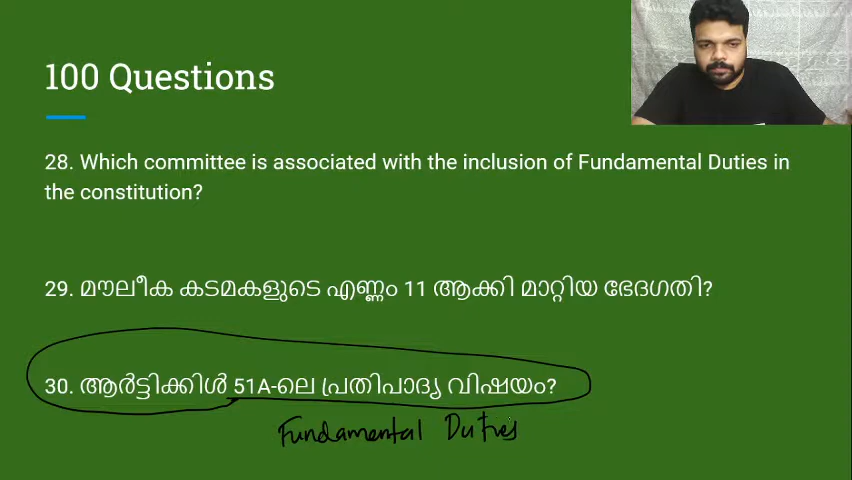 100 Questions
28. Which committee is associated with the inclusion of Fundamental Duties in
the constitution?
29. മൗലീക കടമകളുടെ എണ്ണം 11 ആക്കി മാറ്റിയ ഭേദഗതി?
30. ആർട്ടിക്കിൾ 51A-ലെ പ്രതിപാദ്യ വിഷയം?
Fundamental Duties